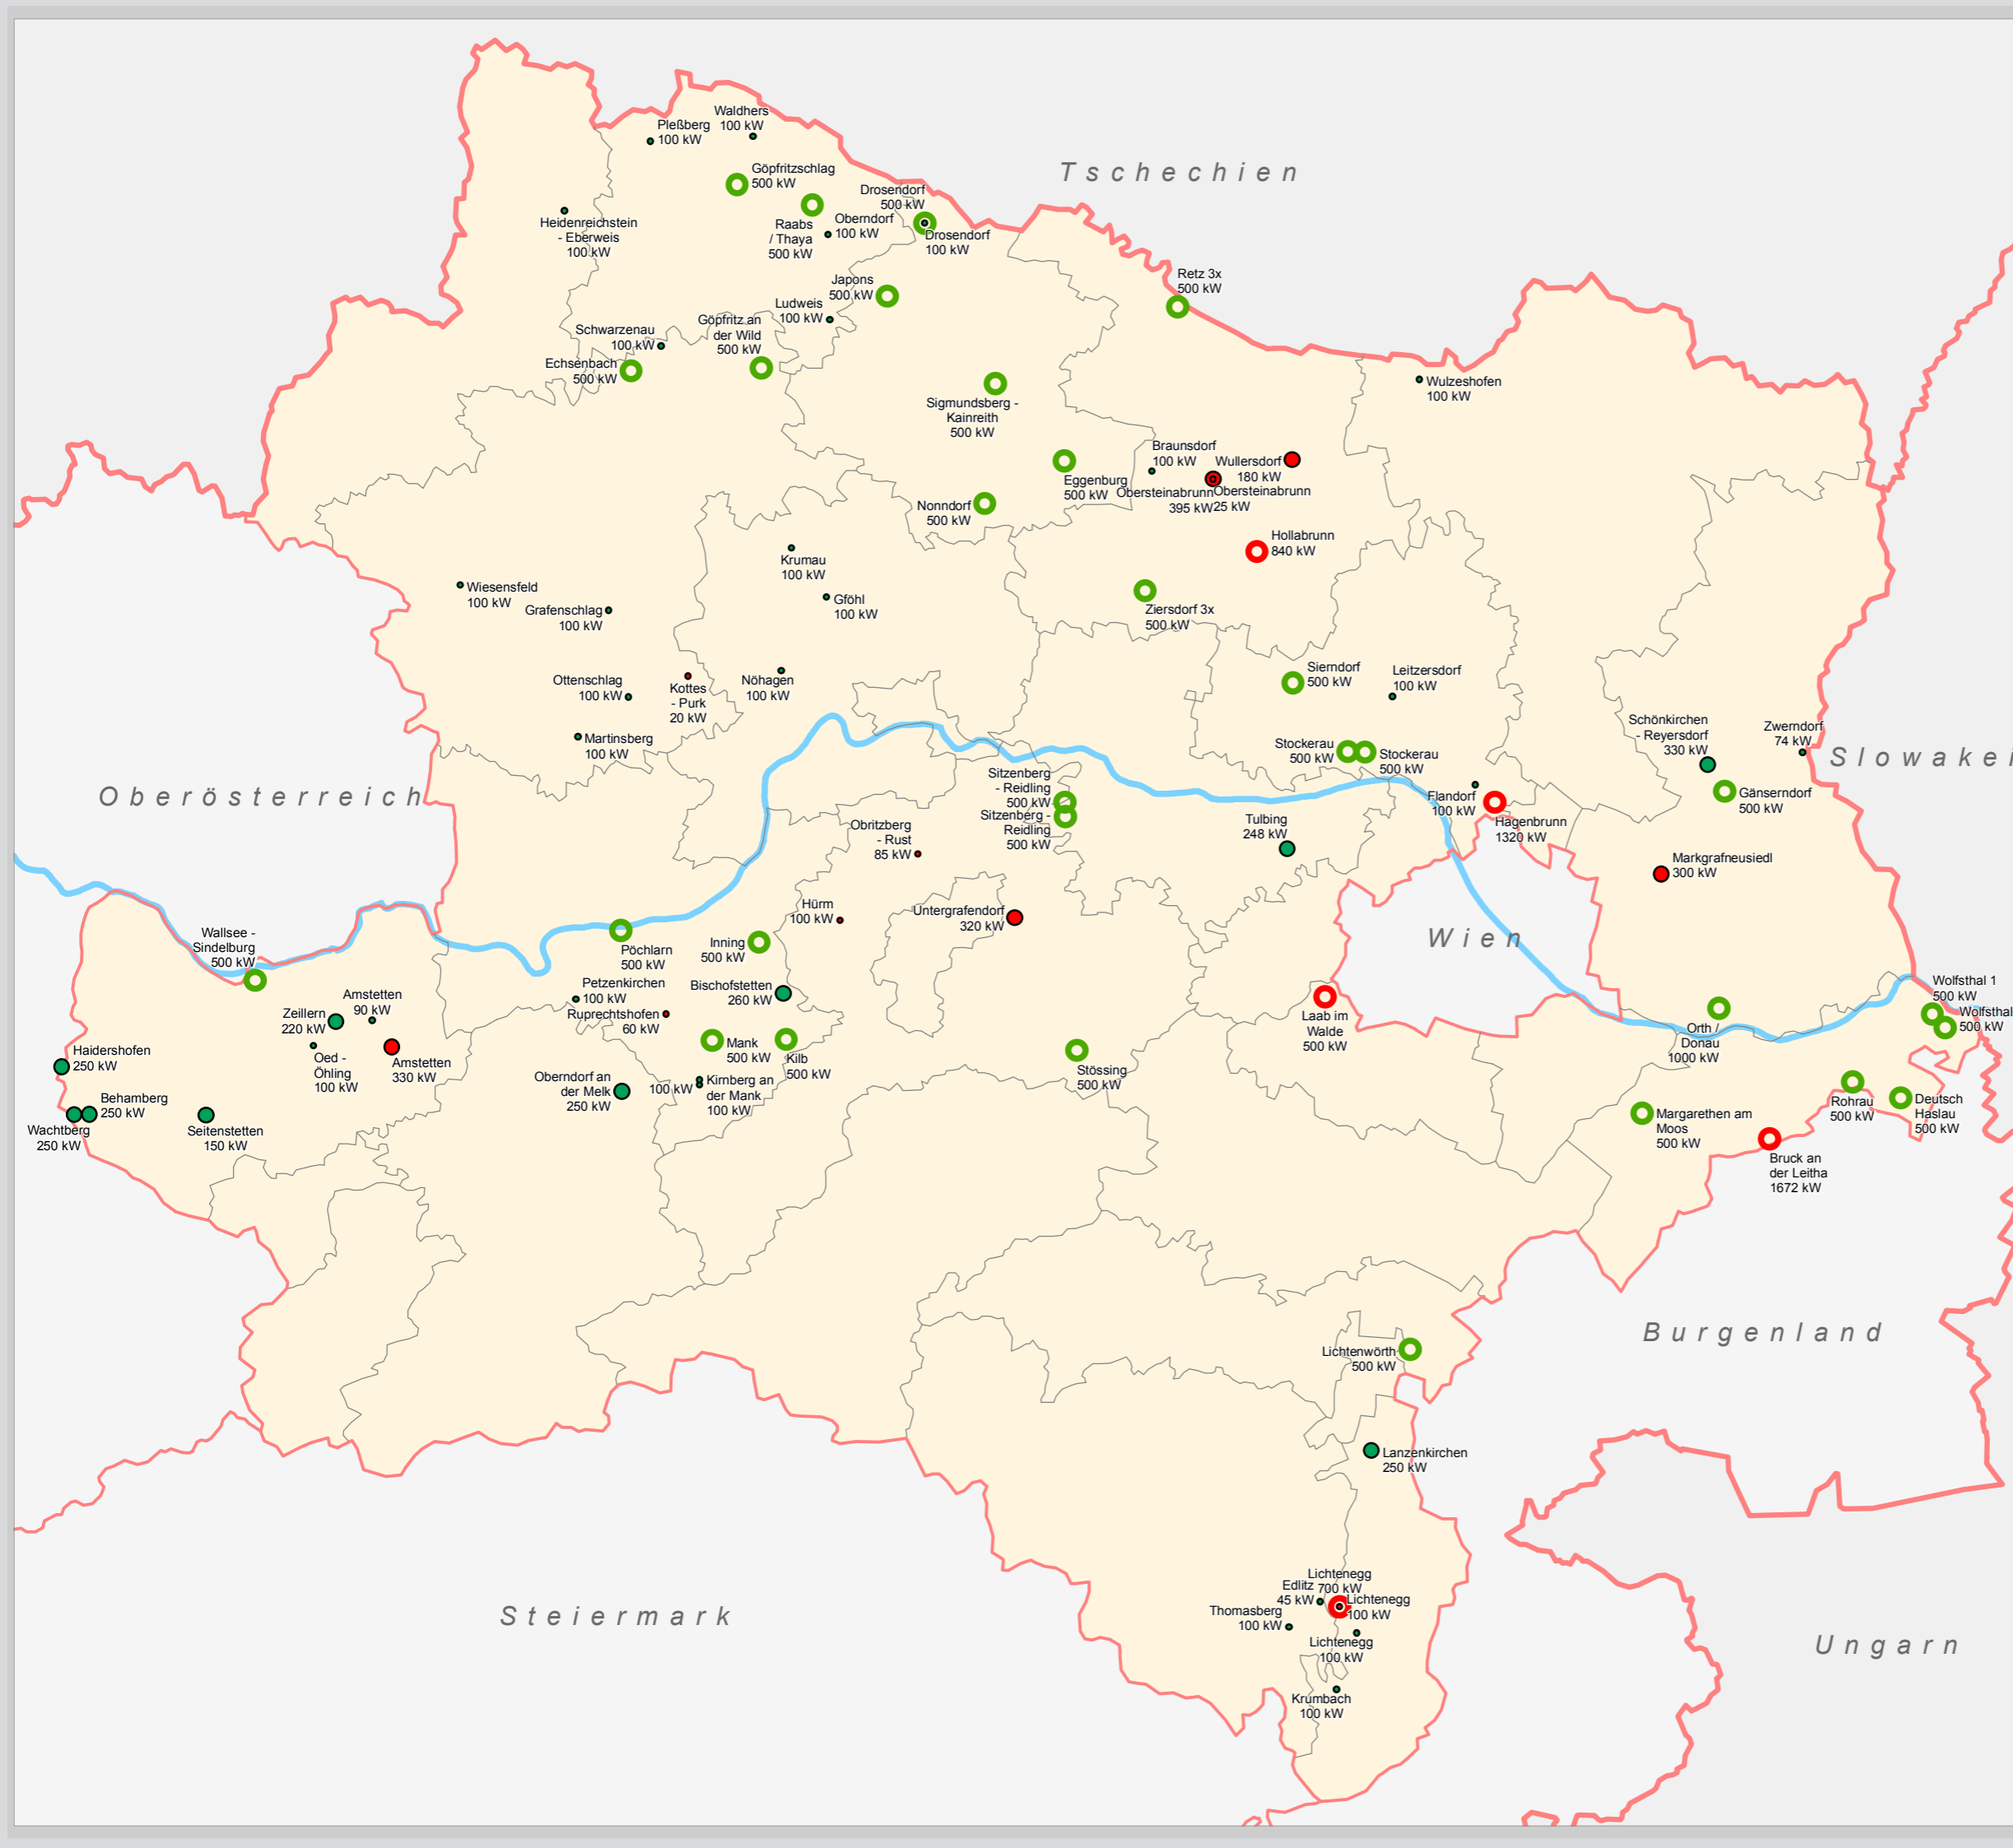 Waldhers
100 kW
Pleßberg
100 kW
Tschechien
Göpfritzschlag
500 kW
Drosendorf
500 kW
Heidenreichstein
- Eberweis
100 kW
Raabs
/ Thaya
500 kW
Oberndorf
100 kW
Drosendorf
100 kW
Retz 3x
500 kW
Japons
500 kW
Ludweis
100 kW
Göpfritz an
der Wild
500 kW
Schwarzenau
100 kW
Echsenbach
500 kW
Wulzeshofen
100 kW
Sigmundsberg -
Kainreith
500 kW
Braunsdorf
100 kW
Wullersdorf
180 kW
Eggenburg
500 kW
Obersteinabrunn
395 kW
Obersteinabrunn
25 kW
Nonndorf
500 kW
Hollabrunn
840 kW
Krumau
100 kW
Wiesensfeld
100 kW
Grafenschlag
100 kW
Gföhl
100 kW
Ziersdorf 3x
500 kW
Sierndorf
500 kW
Leitzersdorf
100 kW
Ottenschlag
100 kW
Kottes
- Purk
20 kW
Nöhagen
100 kW
Martinsberg
100 kW
Schönkirchen
- Reyersdorf
330 kW
Zwerndorf
74 kW
Slowakei
Stockerau
500 kW
Stockerau
500 kW
Oberösterreich
Sitzenberg
- Reidling
500 kW
Sitzenberg -
Reidling
500 kW
Flandorf
100 kW
Hagenbrunn
1320 kW
Gänserndorf
500 kW
Obritzberg
- Rust
85 kW
Tulbing
248 kW
Markgrafneusiedl
300 kW
Hürm
100 kW
Untergrafendorf
320 kW
Wien
Wallsee -
Sindelburg
500 kW
Pöchlarn
500 kW
Inning
500 kW
Petzenkirchen
100 kW
Bischofstetten
260 kW
Ruprechtshofen
60 kW
Wolfsthal 1
500 kW
Wolfsthal
500 kW
Amstetten
90 kW
Zeillern
220 kW
Laab im
Walde
500 kW
Orth /
Donau
1000 kW
Haidershofen
250 kW
Oed -
Öhling
100 kW
Amstetten
330 kW
Mank
500 kW
Kilb
500 kW
Stössing
500 kW
Oberndorf an
der Melk
250 kW
100 kW
Kirnberg an
der Mank
100 kW
Behamberg
250 kW
Wachtberg
250 kW
Seitenstetten
150 kW
Rohrau
500 kW
Deutsch
Haslau
500 kW
Margarethen am
Moos
500 kW
Bruck an
der Leitha
1672 kW
Burgenland
Lichtenwörth
500 kW
Lanzenkirchen
250 kW
Steiermark
Lichtenegg
700 kW
Edlitz
45 kW
Lichtenegg
100 kW
Thomasberg
100 kW
Lichtenegg
100 kW
Ungarn
Krumbach
100 kW